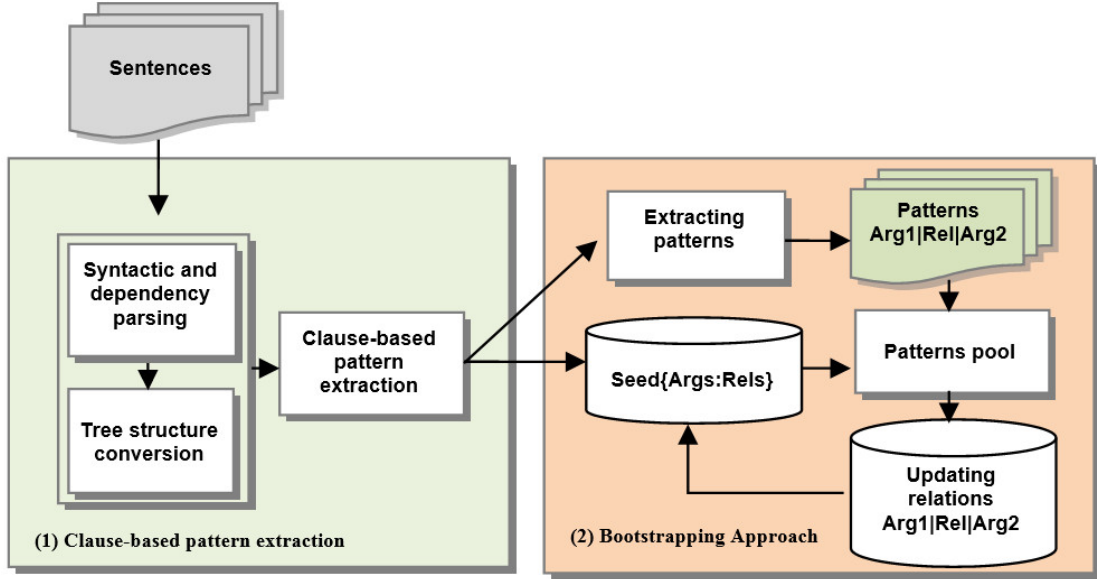 Sentences
Syntactic and
dependency
parsing
Tree structure
conversion
Clause-based
pattern
extraction
(1) Clause-based pattern extraction
Extracting
patterns
Patterns
Arg1|Rel|Arg2
Seed{Args:Rels}
Patterns pool
Updating
relations
Arg1|Rel|Arg2
(2) Bootstrapping Approach